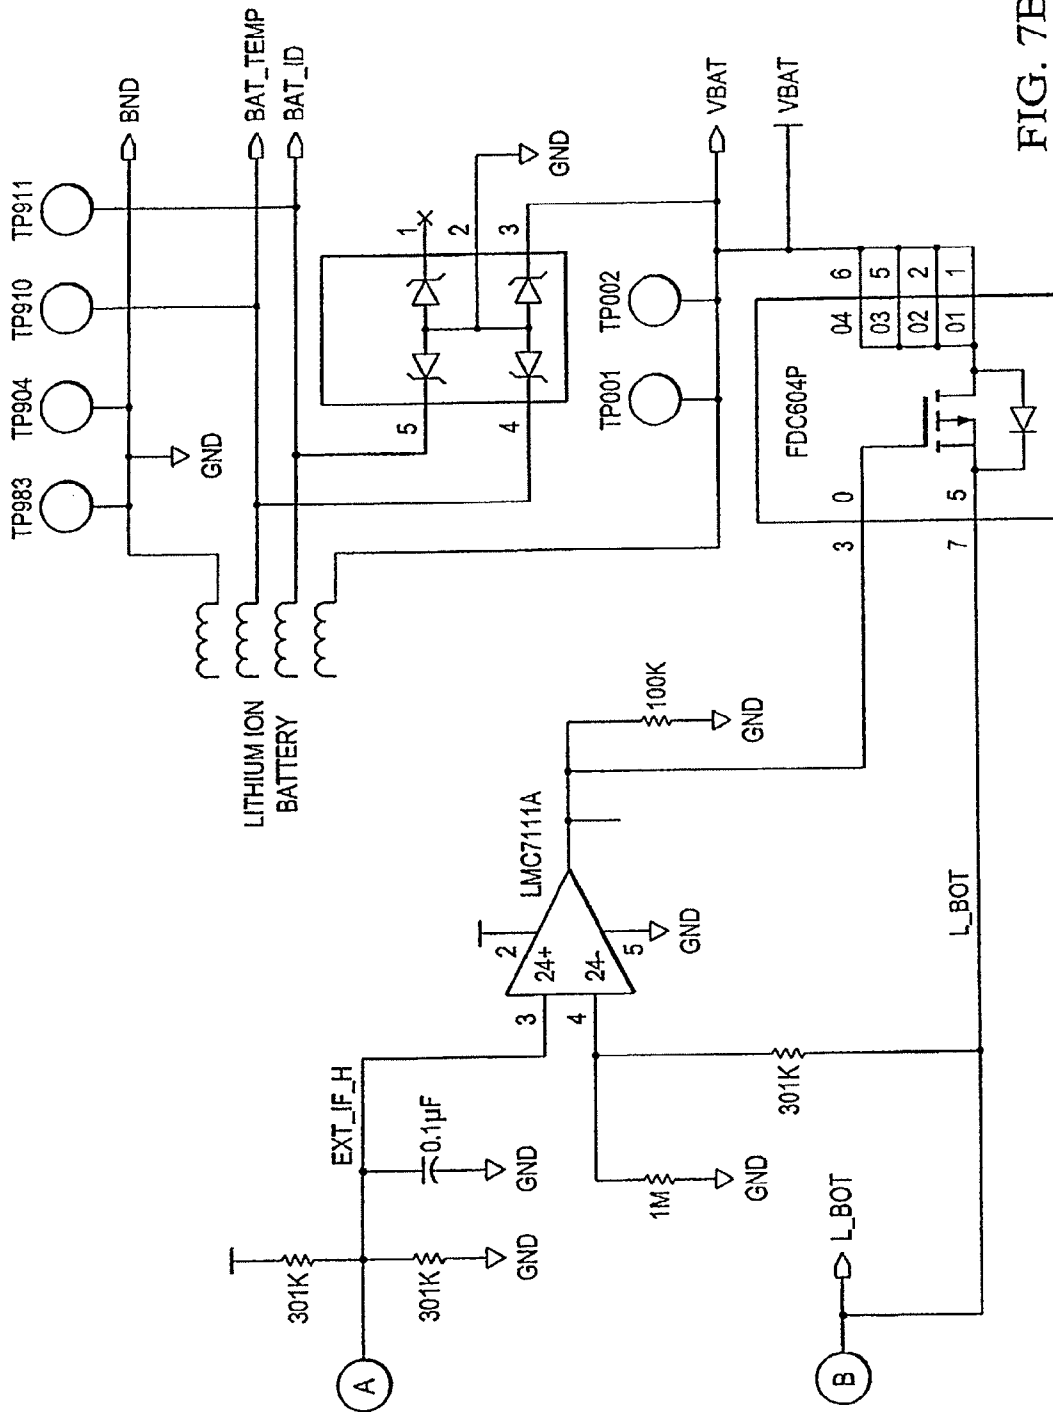 TP983
TP904
TP910
TP911
BND
GND
BAT_TEMP
BAT_ID
LITHIUM ION
BATTERY
1
2
3
5
4
GND
TP001
TP002
VBAT
VBAT
A
301K
301K
GND
EXT_IF_H
0.1µF
GND
3
24+
2
LMC7111A
4
24-
5
GND
100K
GND
1M
GND
301K
FDC604P
3
0
7
5
04
6
03
5
02
2
01
1
B
L_BOT
L_BOT
FIG. 7B